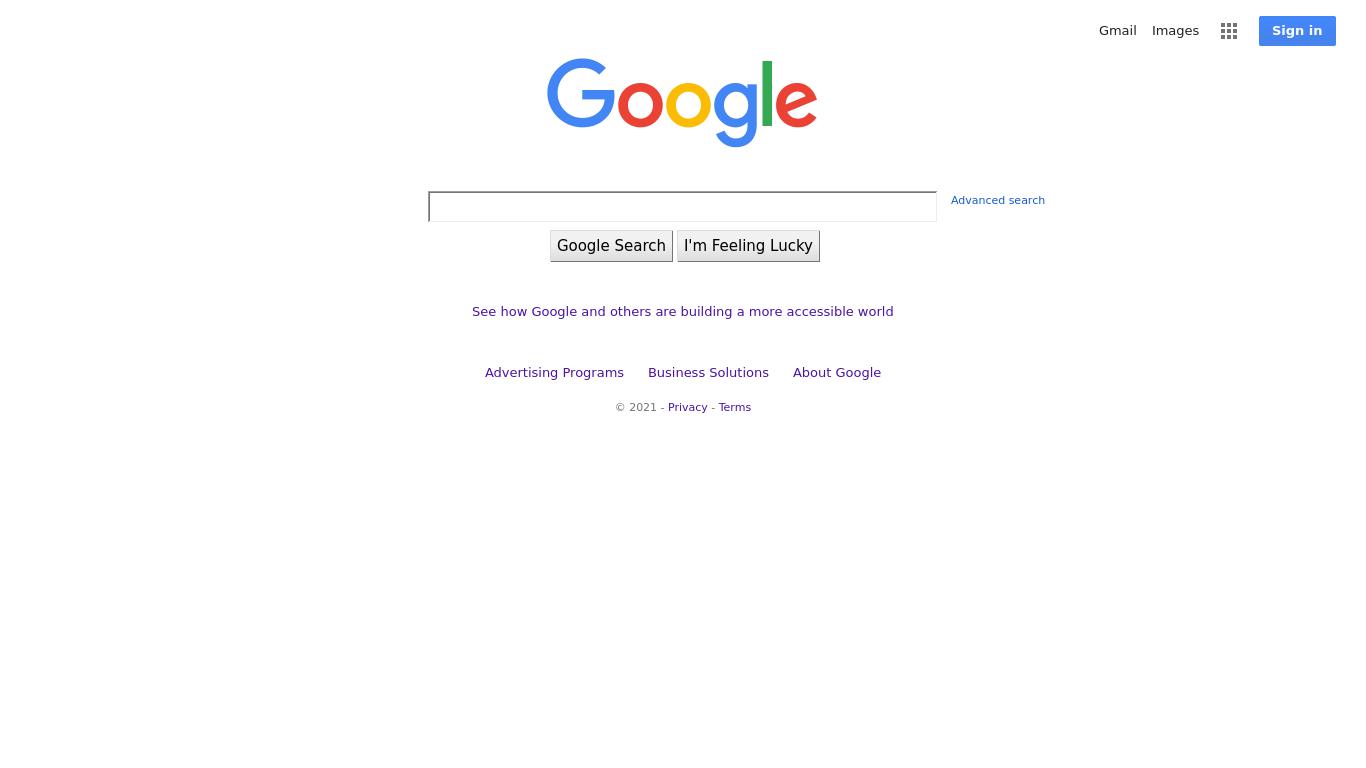 Gmail Images Sign in
Google
Advanced search
Google Search I'm Feeling Lucky
See how Google and others are building a more accessible world
Advertising Programs Business Solutions About Google
© 2021 - Privacy - Terms